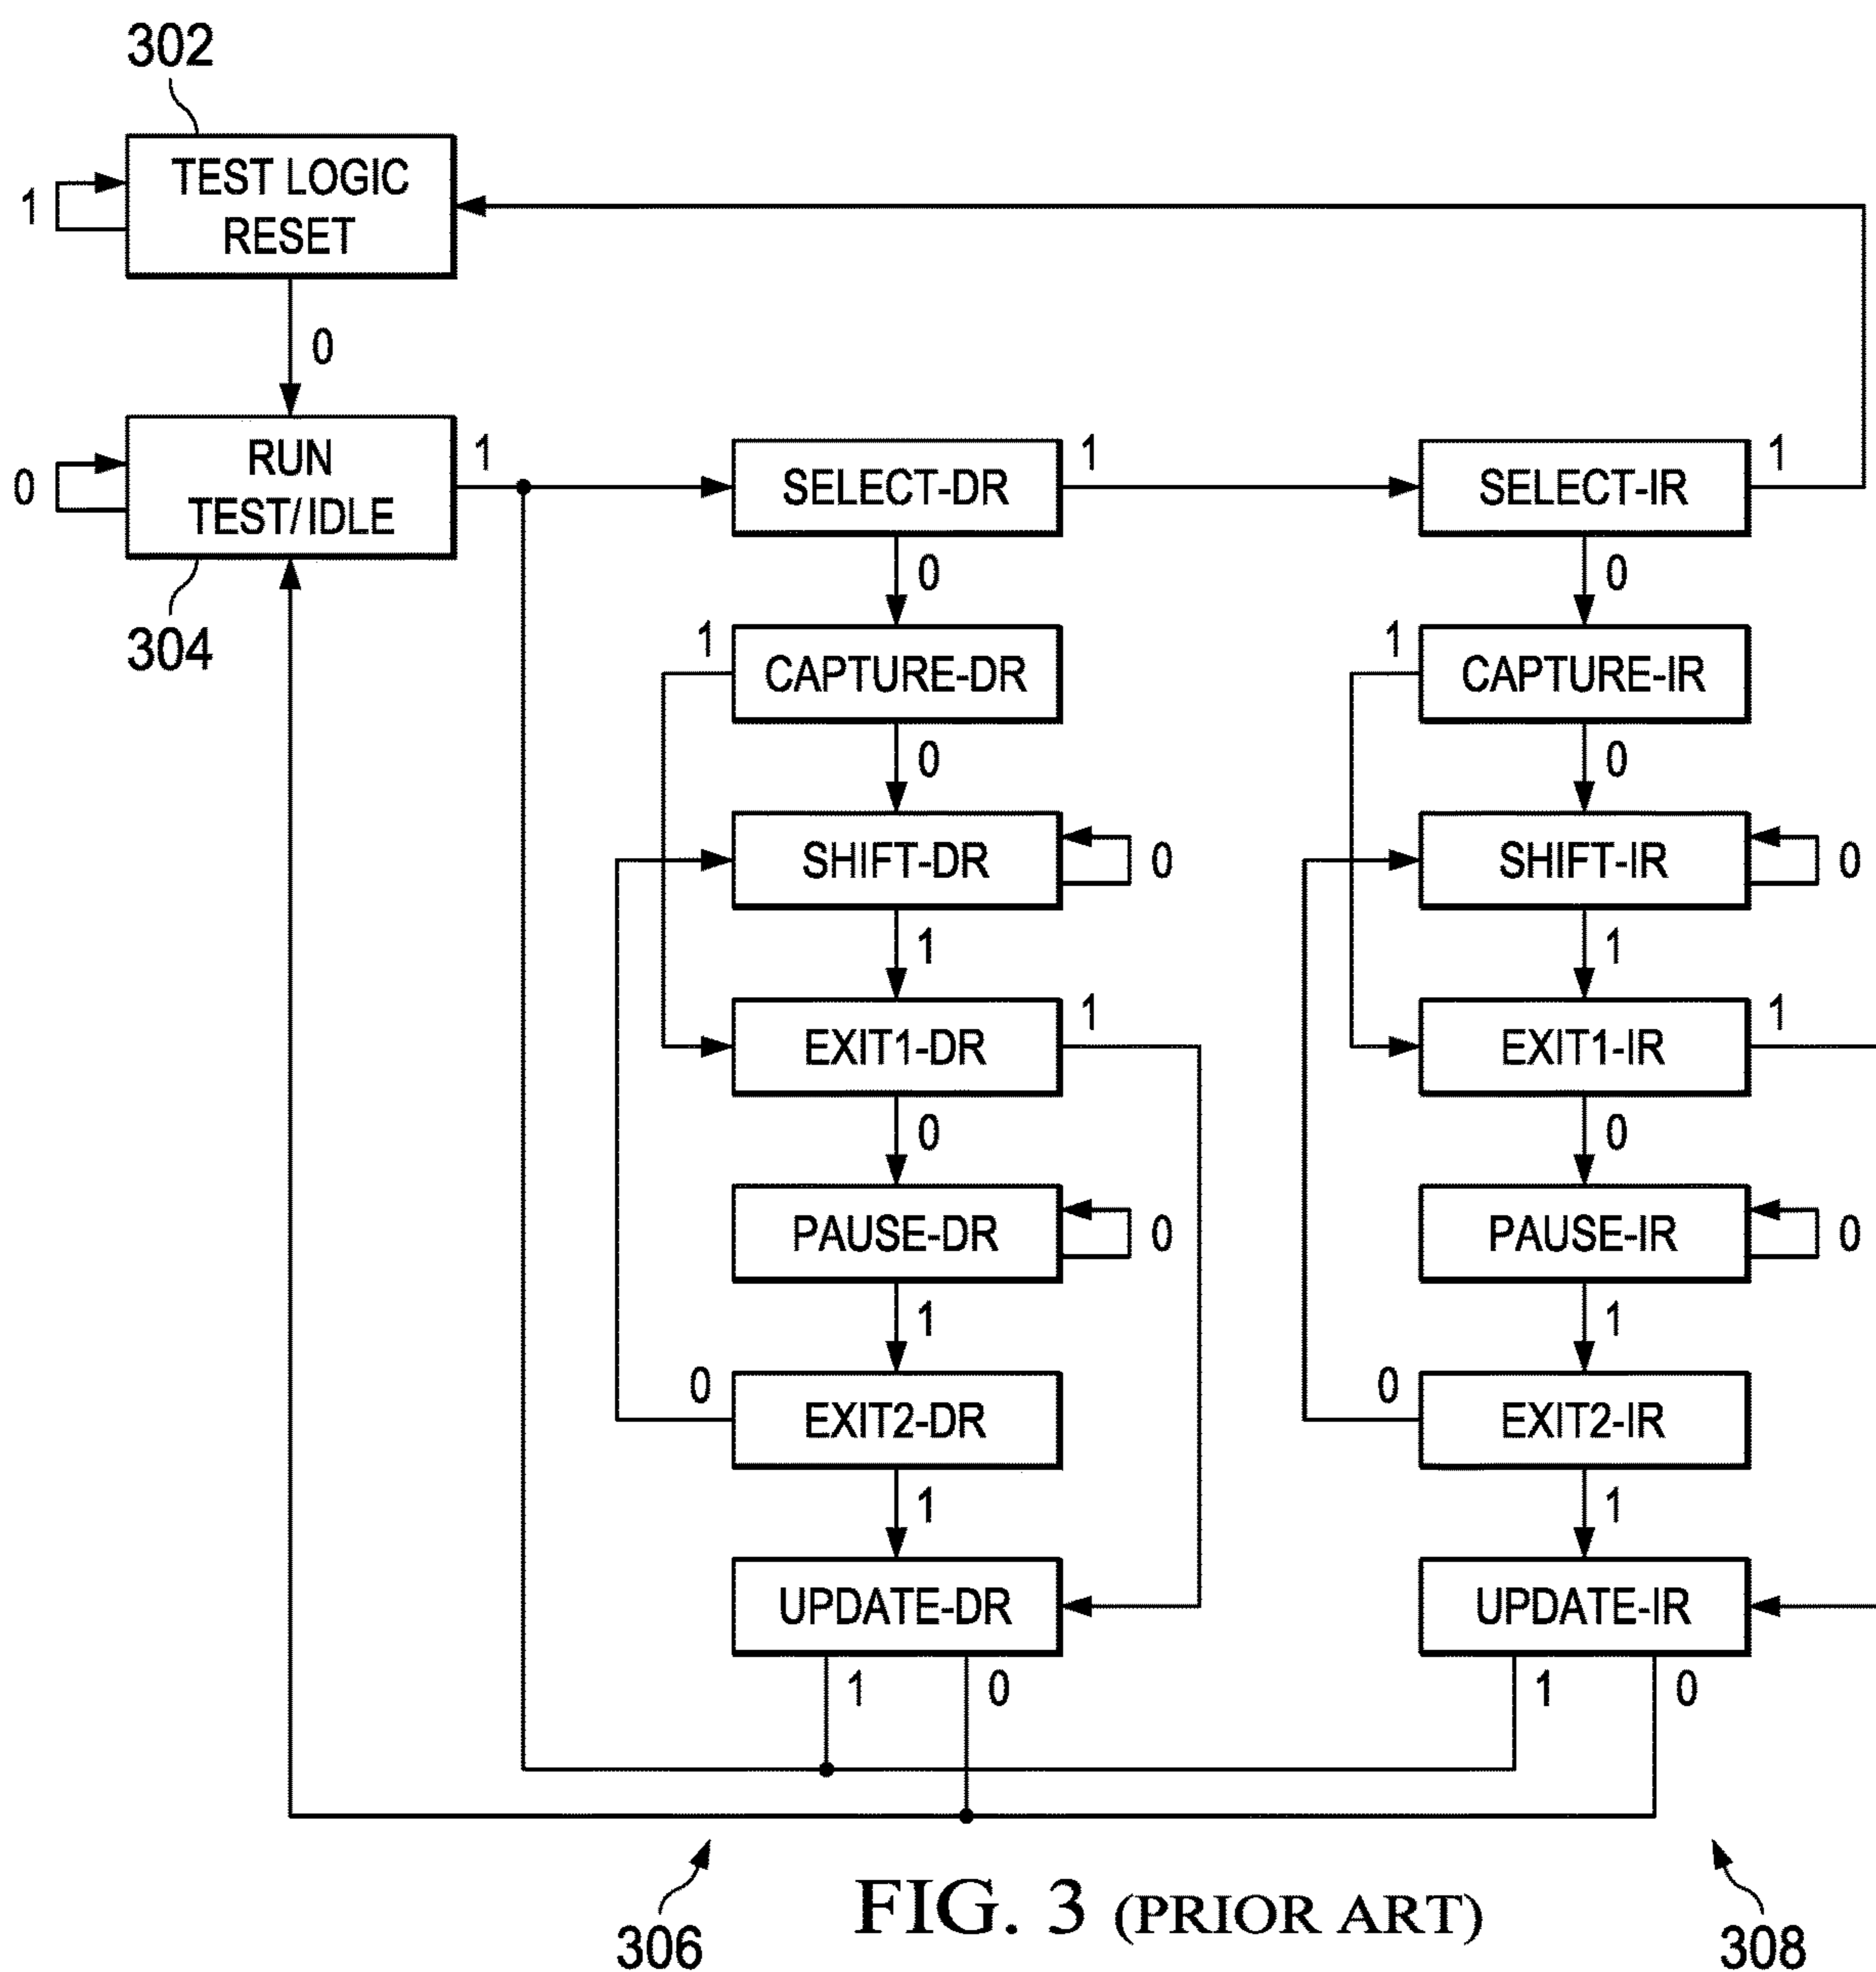 302
TEST LOGIC
RESET
1
0
RUN
TEST/IDLE
0
1
304
SELECT-DR
1
SELECT-IR
1
0
0
1
CAPTURE-DR
1
CAPTURE-IR
0
0
SHIFT-DR
0
SHIFT-IR
0
1
1
EXIT1-DR
1
EXIT1-IR
1
0
0
PAUSE-DR
0
PAUSE-IR
0
1
1
0
EXIT2-DR
0
EXIT2-IR
1
1
UPDATE-DR
UPDATE-IR
1
0
1
0
306
FIG. 3 (PRIOR ART)
308